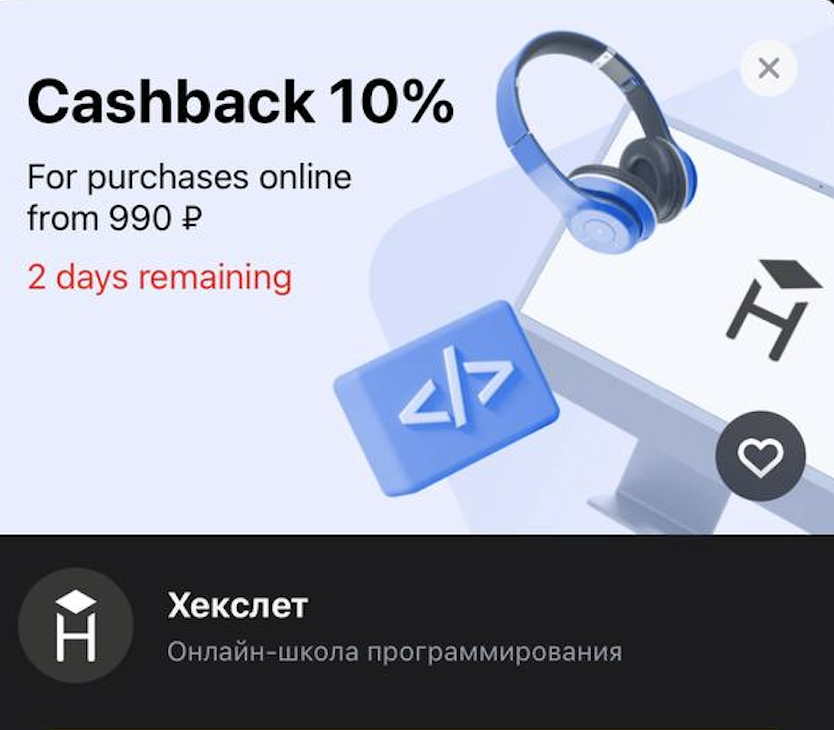 Cashback 10%
For purchases online
from 990 ₽
2 days remaining
</>
Хекслет
Онлайн-школа программирования